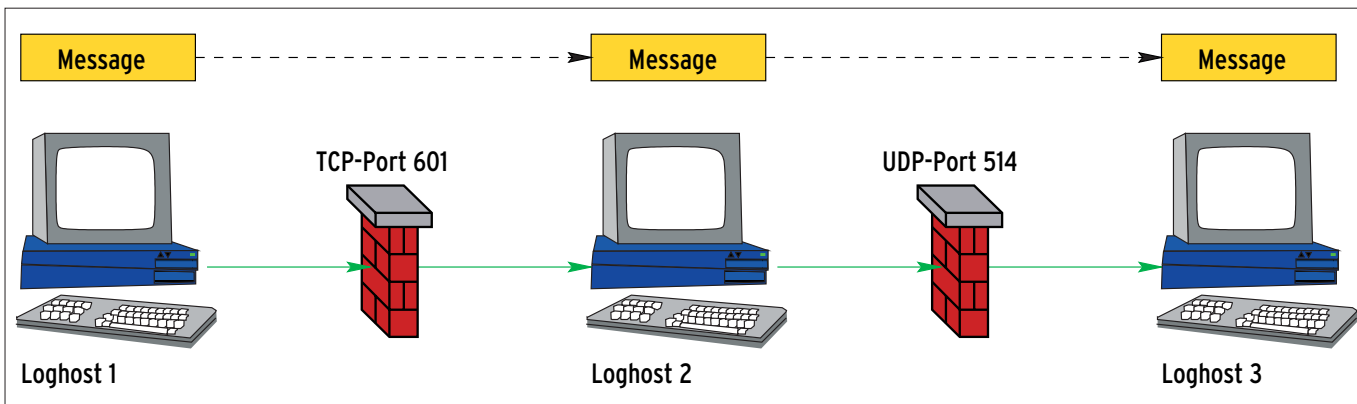 Message
Message
Message
TCP-Port 601
UDP-Port 514
Loghost 1
Loghost 2
Loghost 3